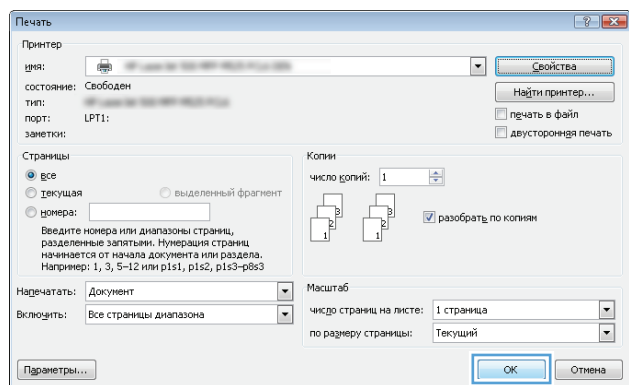 Печать
Принтер
имя:
Свойства
состояние: Свободен
Найти принтер...
тип:
порт: LPT1:
печать в файл
заметки:
двусторонняя печать
Страницы
все
текущая выделенный фрагмент
номера:
Введите номера или диапазоны страниц,
разделенные запятыми. Нумерация страниц
начинается от начала документа или раздела.
Например: 1, 3, 5–12 или p1s1, p1s2, p1s3–p8s3
Копии
число копий: 1
разобрать по копиям
Напечатать: Документ
Включить: Все страницы диапазона
Масштаб
число страниц на листе: 1 страница
по размеру страницы: Текущий
Параметры...
ОК
Отмена